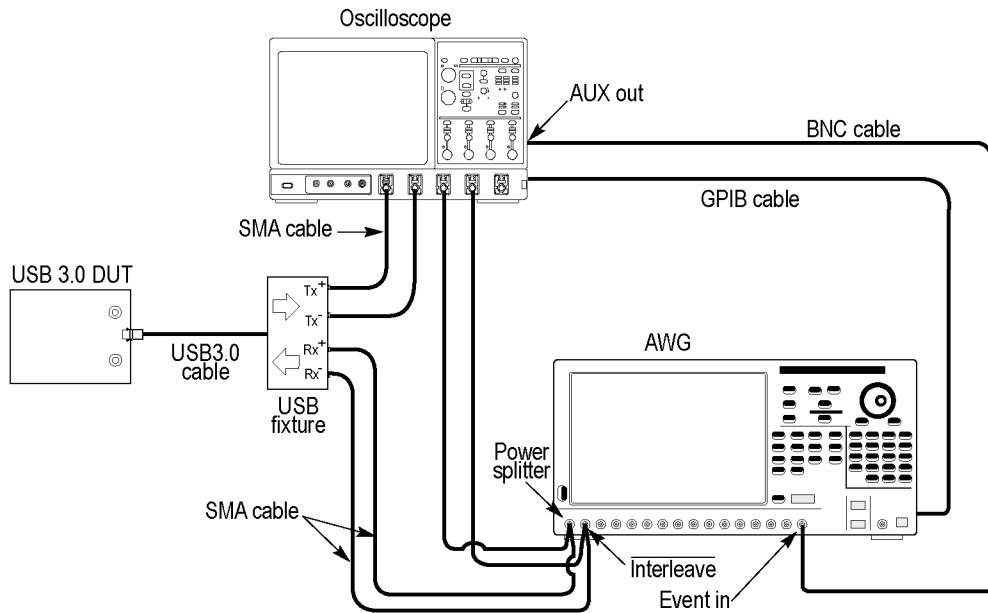 Oscilloscope
AUX out
BNC cable
GPIB cable
SMA cable
USB 3.0 DUT
Tx+
Tx-
Rx+
Rx-
USB3.0
cable
USB
fixture
AWG
Power
splitter
SMA cable
Interleave
Event in